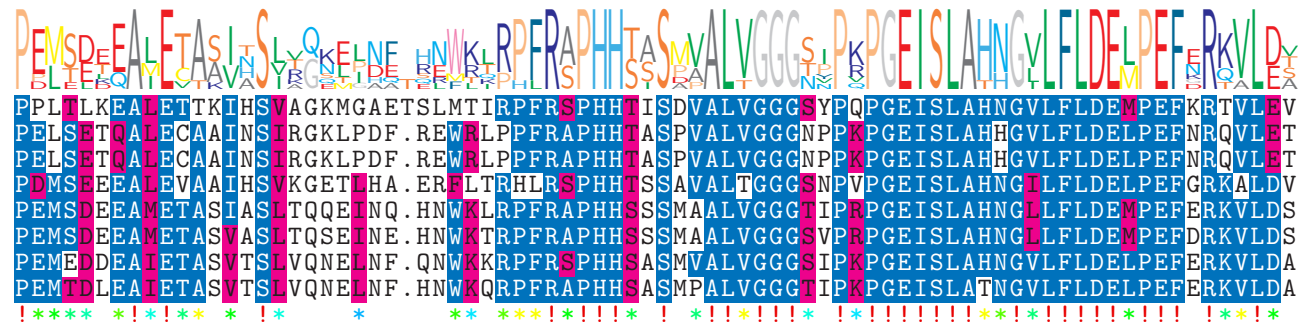 PPLTLKEALETTKIHSVAGKMGAETSLMTIRPFRSPHHTISDVALVGGGSYPQPGEISLAHNGVLFLDEMPEFKRTVLEV
PELSETQALECAAINSIRGKLPDF.REWRLPPFRAPHHTASPVALVGGGNPPKPGEISLAHHGVLFLDELPEFNRQVLET
PELSETQALECAAINSIRGKLPDF.REWRLPPFRAPHHTASPVALVGGGNPPKPGEISLAHHGVLFLDELPEFNRQVLET
PDMSEEEALEVAAIHSVKGETLHA.ERFLTRHLRSPHHTSSAVALTGGGSNPVPGEISLAHNGILFLDELPEFGRKALDV
PEMSDEEAMETASIASLTQQEINQ.HNWKLRPFRAPHHSSSMAALVGGGTIPRPGEISLAHNGLLFLDEMPEFERKVLDS
PEMSDEEAMETASVASLTQSEINE.HNWKTRPFRAPHHSSSMAALVGGGSVPRPGEISLAHNGLLFLDEMPEFDRKVLDS
PEMEDDEAIETASVTSLVQNELNF.QNWKKRPFRSPHHSASMVALVGGGSIPKPGEISLAHNGVLFLDELPEFERKVLDA
PEMTDLEAIETASVTSLVQNELNF.HNWKQRPFRAPHHSASMPALVGGGTIPKPGEISLATNGVLFLDELPEFERKVLDA